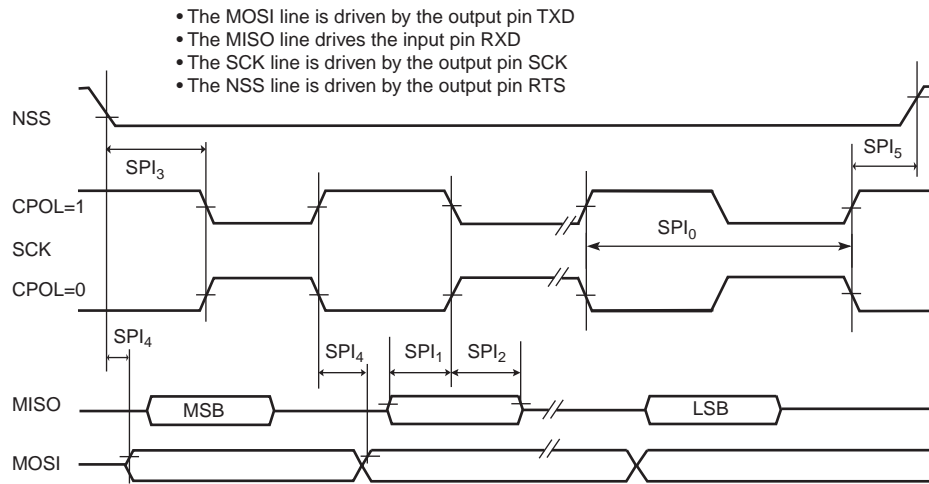 • The MOSI line is driven by the output pin TXD
• The MISO line drives the input pin RXD
• The SCK line is driven by the output pin SCK
• The NSS line is driven by the output pin RTS
NSS
SPI3
SPI5
CPOL=1
SCK
SPI0
CPOL=0
SPI4
SPI4
SPI1
SPI2
MISO
MSB
LSB
MOSI